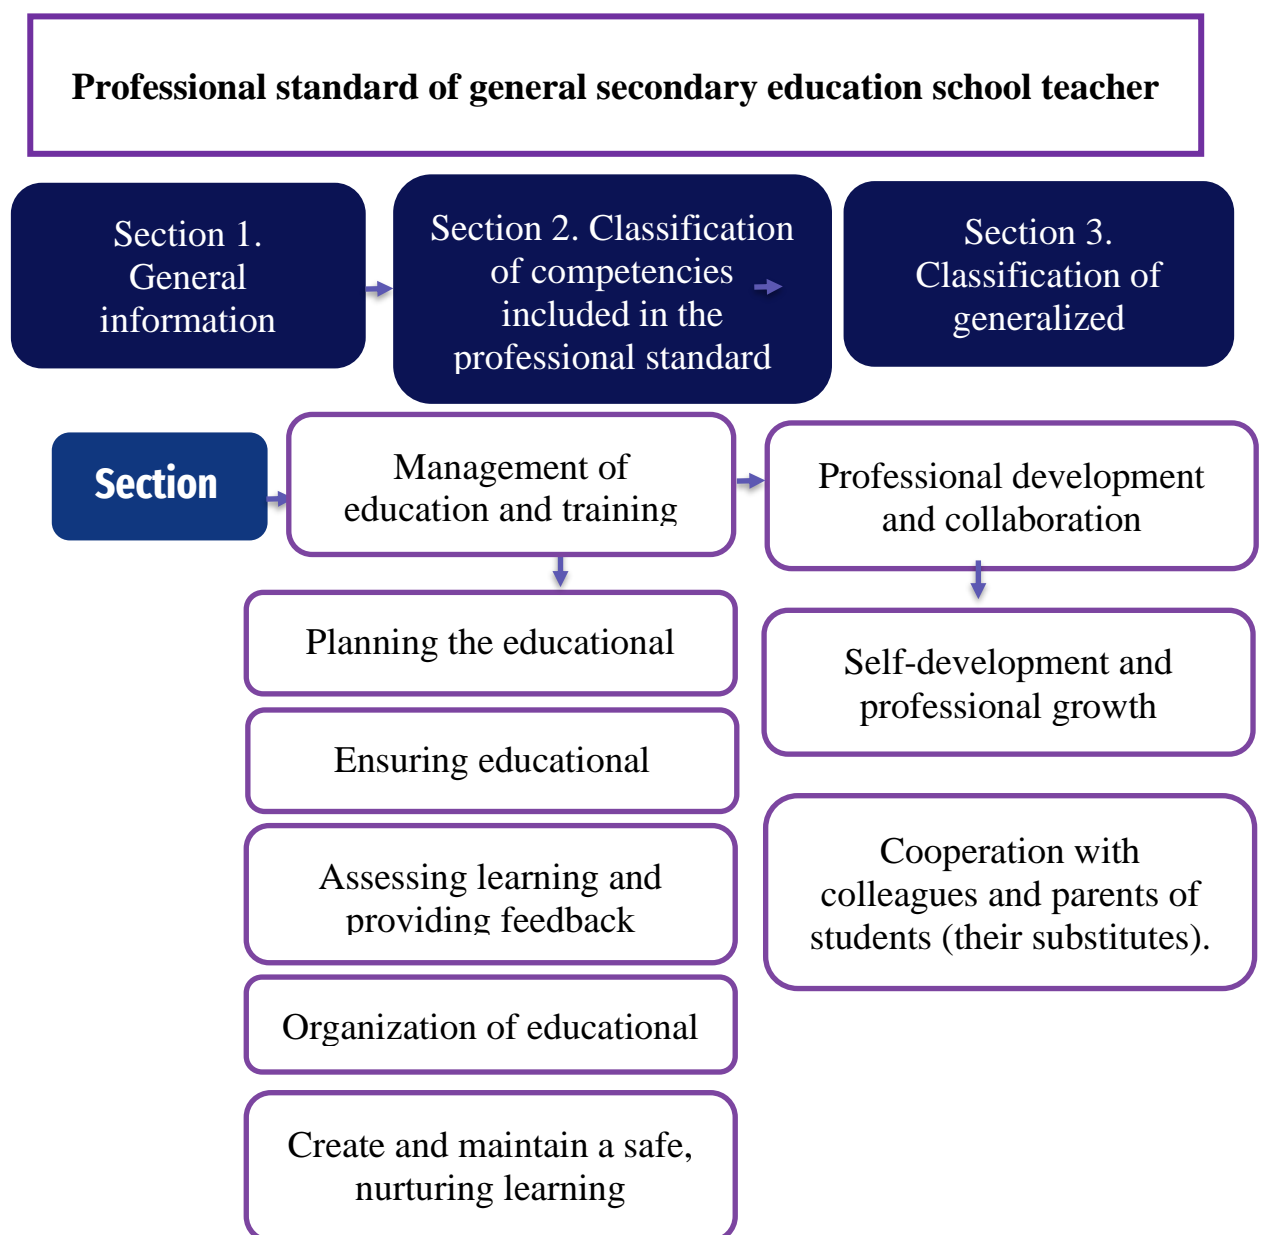 Professional standard of general secondary education school teacher
Section 1.
General
information
Section 2. Classification
of competencies
included in the
professional standard
Section 3.
Classification of
generalized
Section
Management of
education and training
Professional development
and collaboration
Planning the educational
Ensuring educational
Assessing learning and
providing feedback
Organization of educational
Create and maintain a safe,
nurturing learning
Self-development and
professional growth
Cooperation with
colleagues and parents of
students (their substitutes).